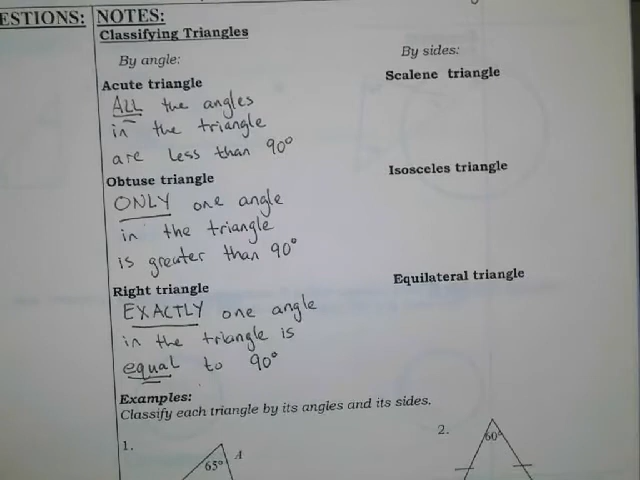 ESTIONS:
NOTES:
Classifying Triangles
By angle:
Acute triangle
ALL the angles
in the triangle
are less than 90°
Obtuse triangle
ONLY one angle
in the triangle
is greater than 90°
Right triangle
EXACTLY one angle
in the triangle is
equal to 90°
By sides:
Scalene triangle
Isosceles triangle
Equilateral triangle
Examples:
Classify each triangle by its angles and its sides.
1.
65°
A
2.
60°